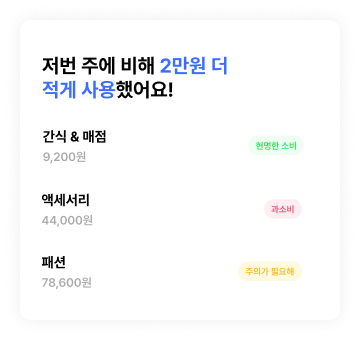 저번 주에 비해 2만원 더
적게 사용했어요!
간식 & 매점
9,200원
현명한 소비
액세서리
44,000원
과소비
패션
78,600원
주의가 필요해